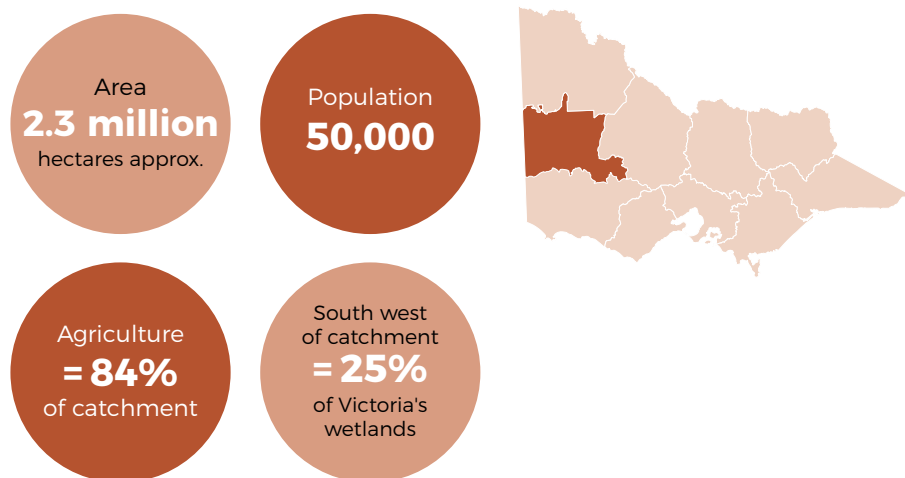 Area
2.3 million
hectares approx.
Population
50,000
Agriculture
= 84%
of catchment
South west
of catchment
= 25%
of Victoria's
wetlands